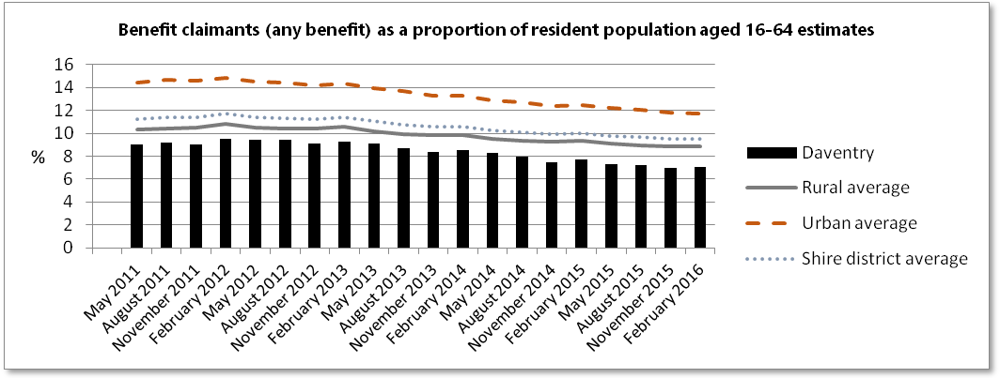 Benefit claimants (any benefit) as a proportion of resident population aged 16-64 estimates
16
14
12
10
8
6
4
2
0
%
May 2011
August 2011
November 2011
February 2012
May 2012
August 2012
November 2012
February 2013
May 2013
August 2013
November 2013
February 2014
May 2014
August 2014
November 2014
February 2015
May 2015
August 2015
November 2015
February 2016
Daventry
Rural average
Urban average
Shire district average